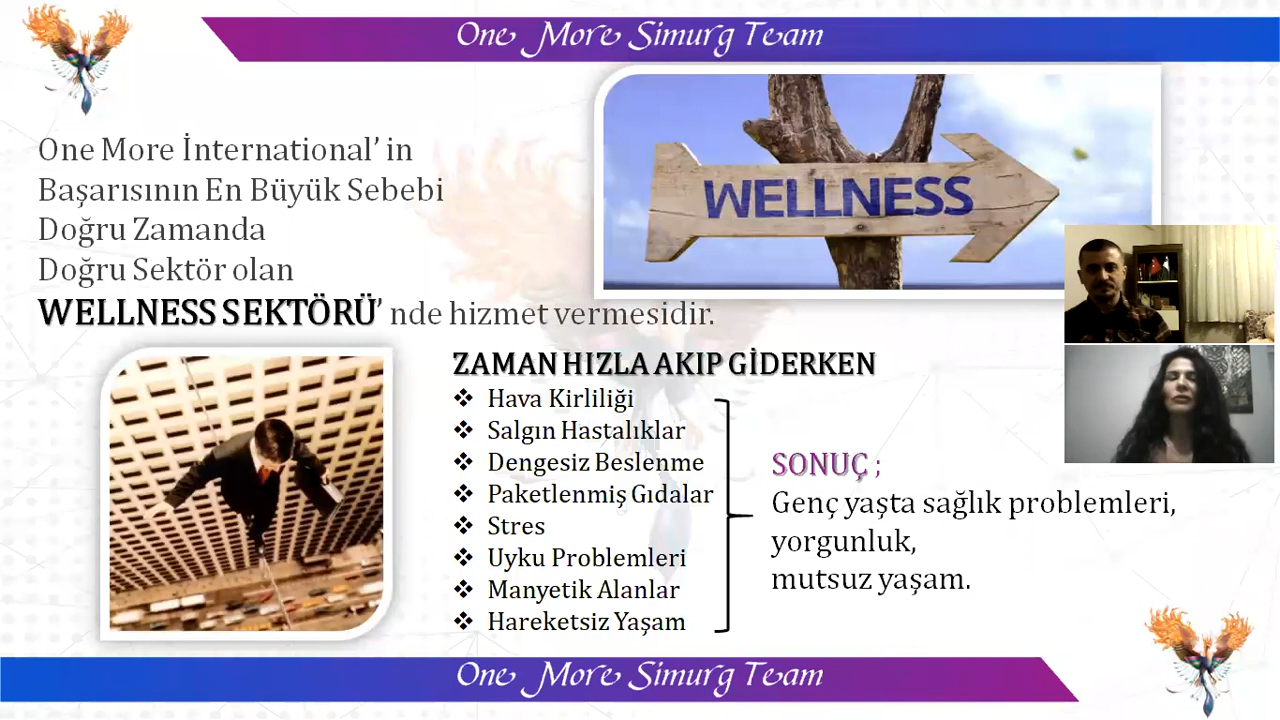 One More Simurg Team
One More İnternational’ in
Başarısının En Büyük Sebebi
Doğru Zamanda
Doğru Sektör olan
WELLNESS SEKTÖRÜ’ nde hizmet vermesidir.
WELLNESS
ZAMAN HIZLA AKIP GİDERKEN
❖ Hava Kirliliği
❖ Salgın Hastalıklar
❖ Dengesiz Beslenme
❖ Paketlenmiş Gıdalar
❖ Stres
❖ Uyku Problemleri
❖ Manyetik Alanlar
❖ Hareketsiz Yaşam
SONUÇ ;
Genç yaşta sağlık problemleri,
yorgunluk,
mutsuz yaşam.
One More Simurg Team